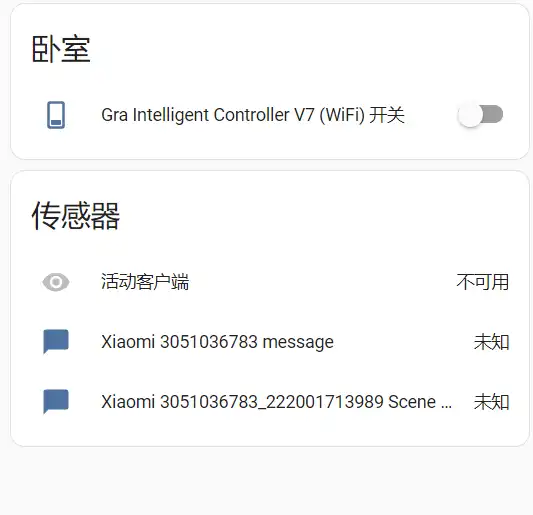 卧室
Gra Intelligent Controller V7 (WiFi) 开关
传感器
活动客户端 不可用
Xiaomi 3051036783 message 未知
Xiaomi 3051036783_222001713989 Scene ... 未知